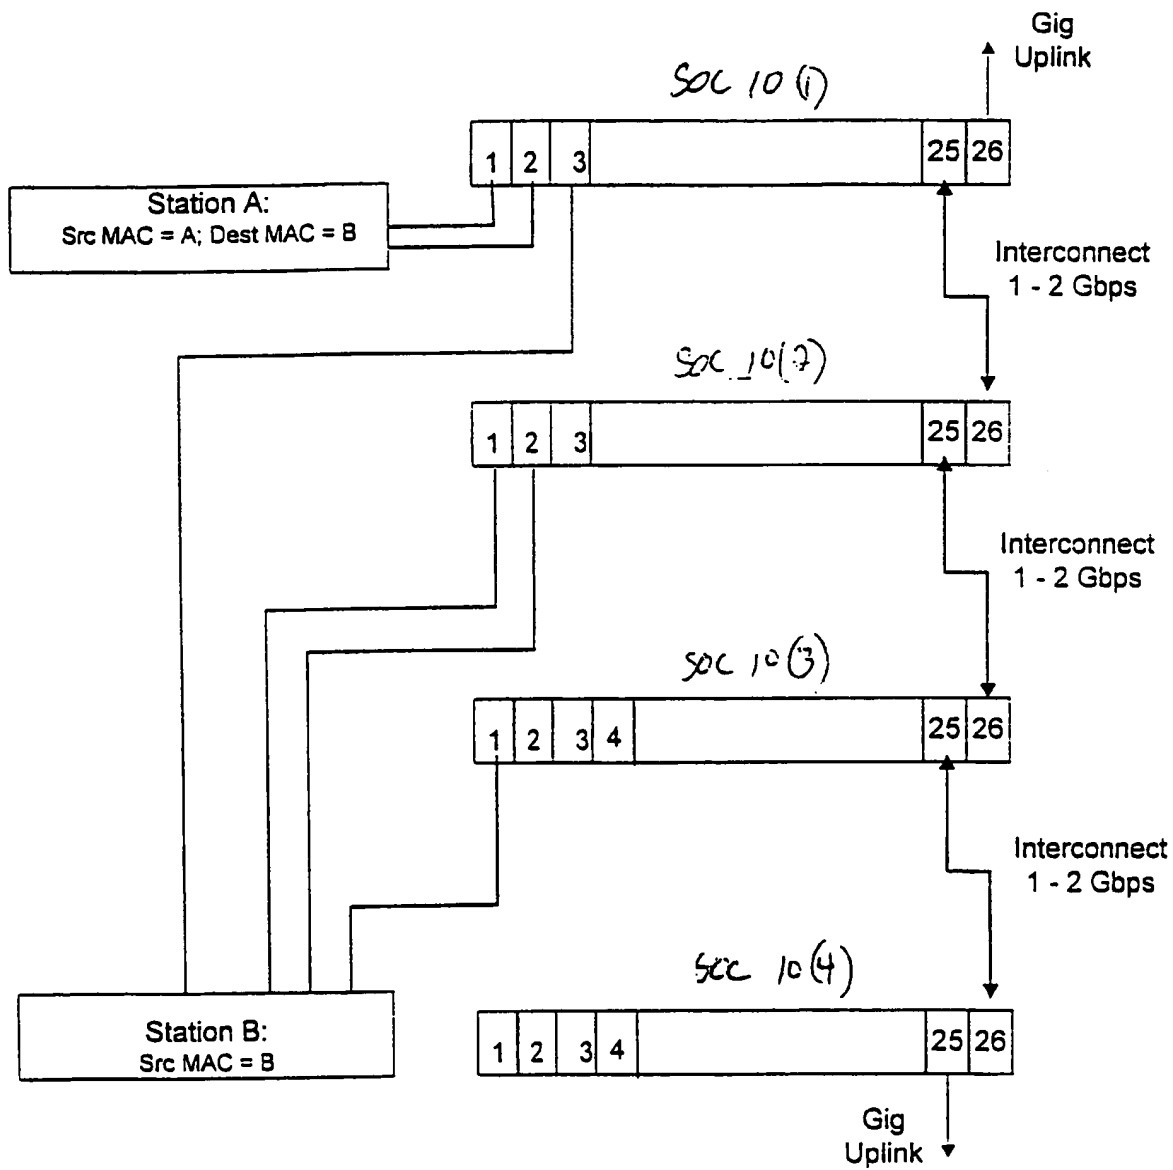 Gig
Uplink
SOC 10 (1)
1 2 3 25 26
Station A:
Src MAC = A; Dest MAC = B
Interconnect
1 - 2 Gbps
SOC 10(2)
1 2 3 25 26
Interconnect
1 - 2 Gbps
SOC 10(3)
1 2 3 4 25 26
Interconnect
1 - 2 Gbps
SOC 10(4)
Station B:
Src MAC = B
1 2 3 4 25 26
Gig
Uplink